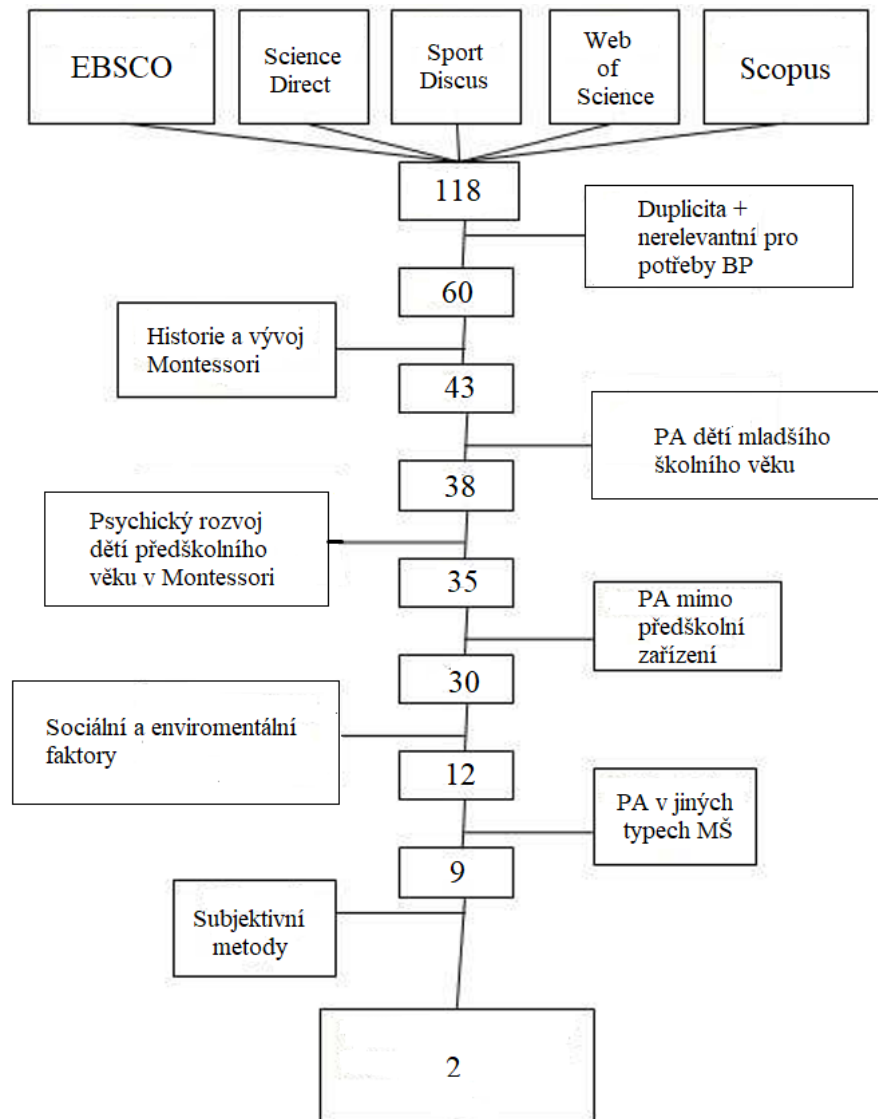 EBSCO
Science
Direct
Sport
Discus
Web
of
Science
Scopus
118
Duplicita +
nerelevantní pro
potřeby BP
60
Historie a vývoj
Montessori
43
PA dětí mladšího
školního věku
38
Psychický rozvoj
dětí předškolního
věku v Montessori
35
PA mimo
předškolní
zařízení
30
Sociální a enviromentální
faktory
12
PA v jiných
typech MŠ
9
Subjektivní
metody
2